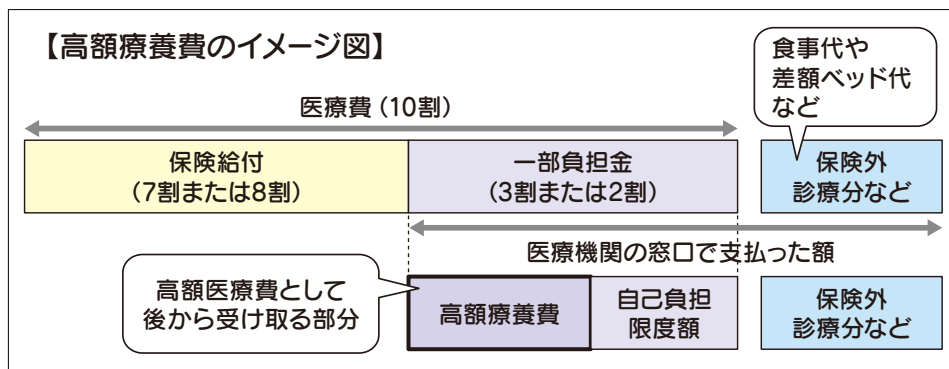 【高額療養費のイメージ図】
食事代や
差額ベッド代
など
医療費（10割）
保険給付
（7割または8割）
一部負担金
（3割または2割）
保険外
診療分など
医療機関の窓口で支払った額
高額医療費として
後から受け取る部分
高額療養費
自己負担
限度額
保険外
診療分など